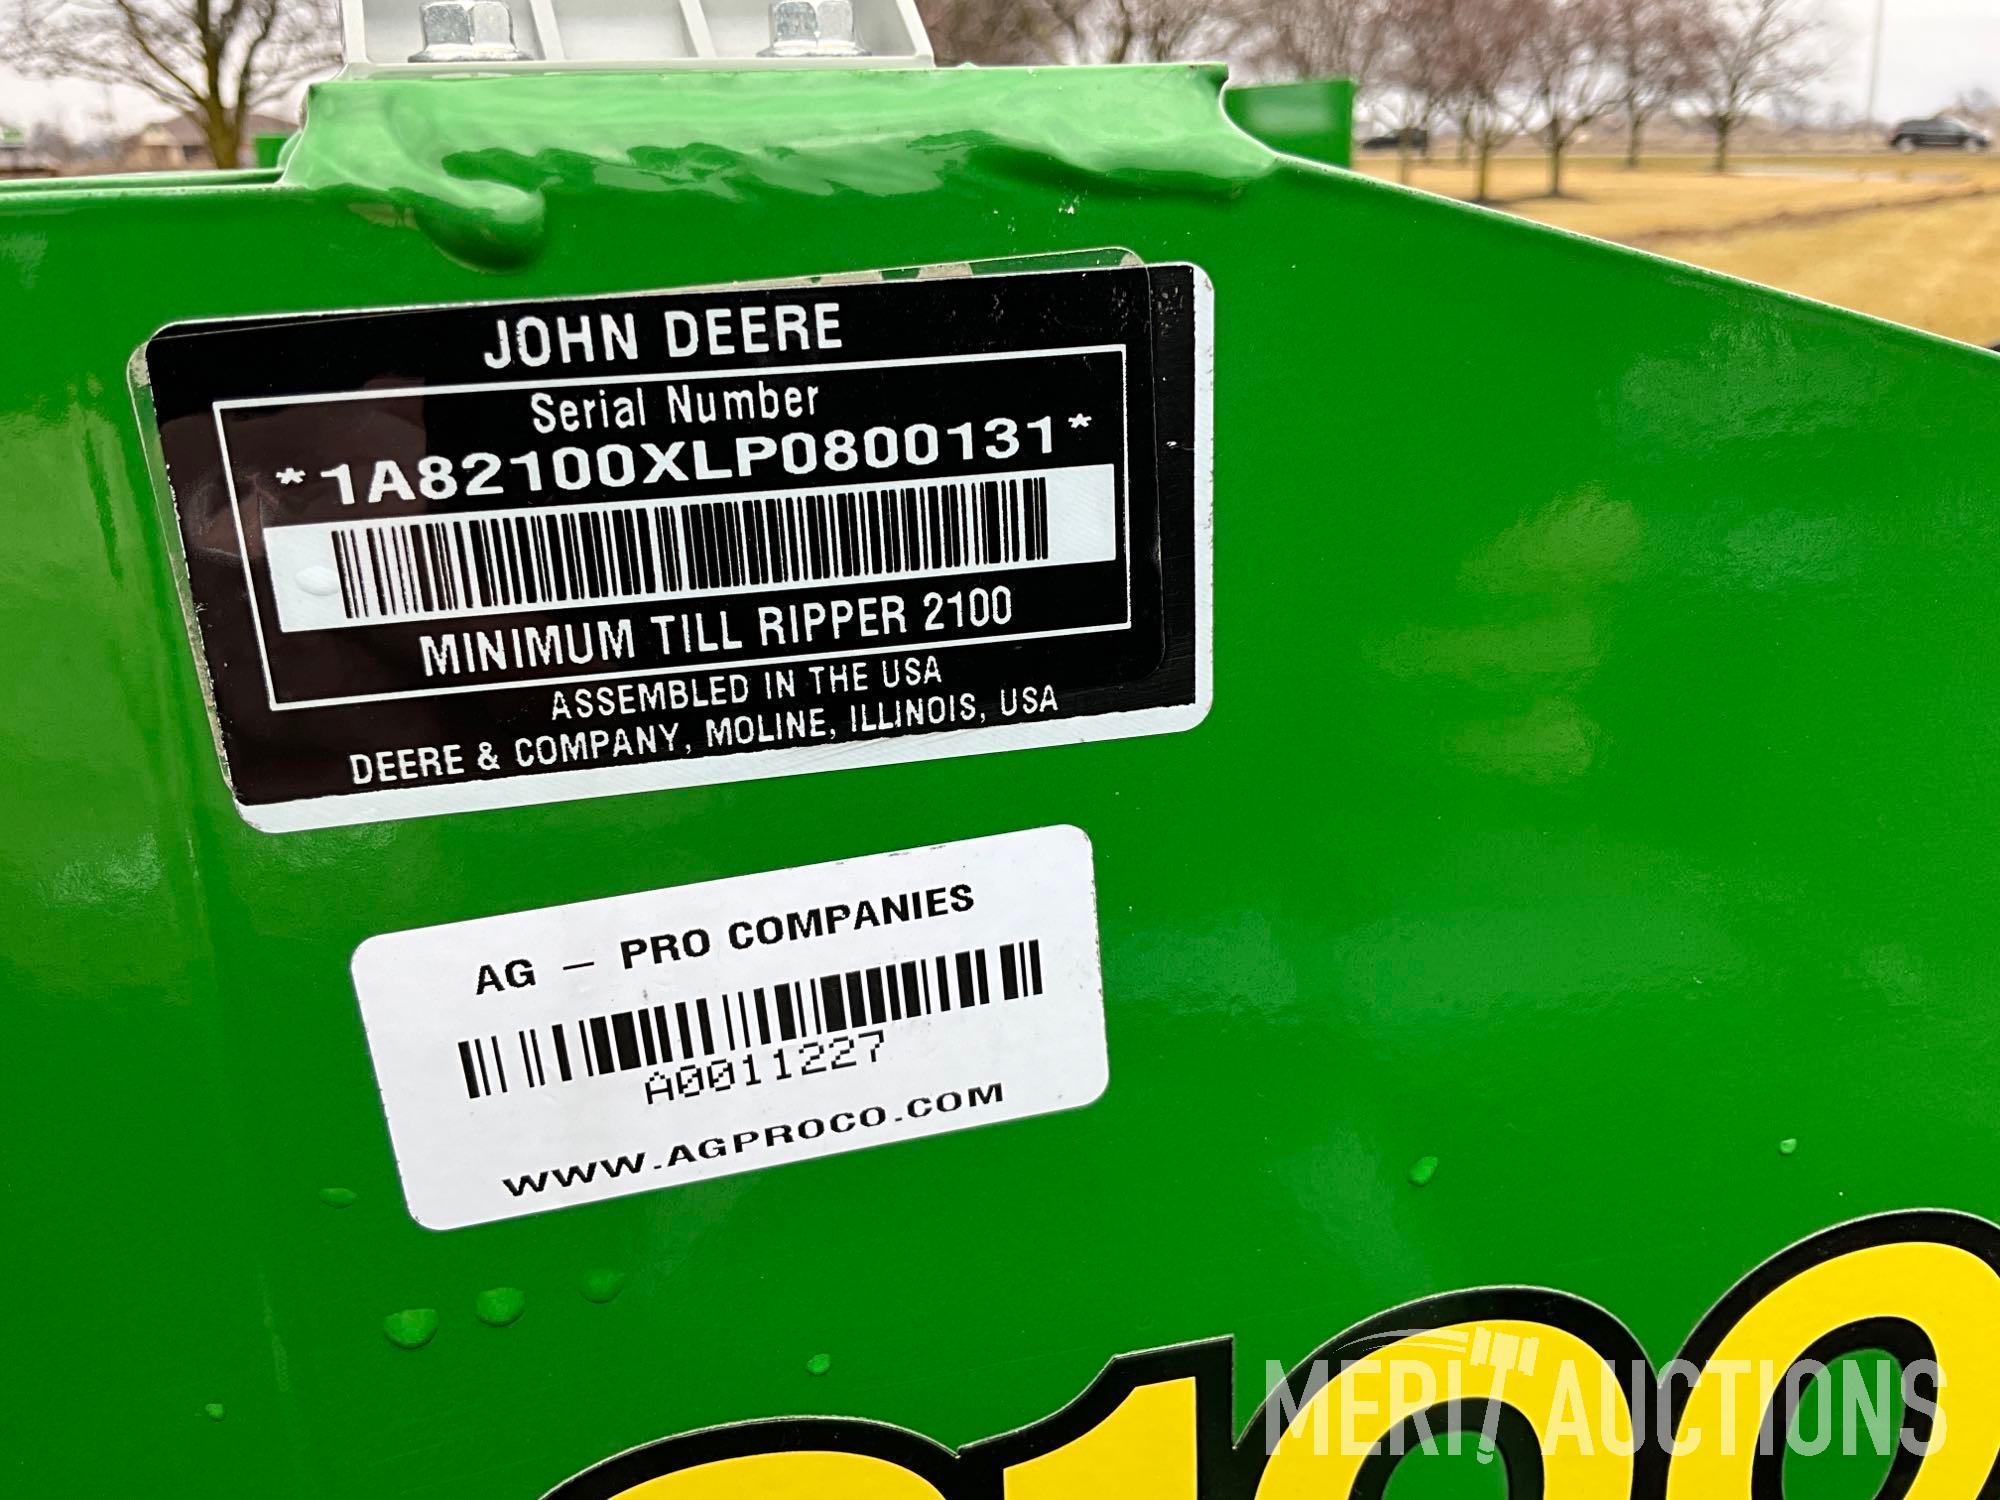 JOHN DEERE
Serial Number
*1A82100XLP0800131*
MINIMUM TILL RIPPER 2100
ASSEMBLED IN THE USA
DEERE & COMPANY, MOLINE, ILLINOIS, USA
AG - PRO COMPANIES
A0011227
WWW.AGPROCO.COM
2100
MERIT AUCTIONS